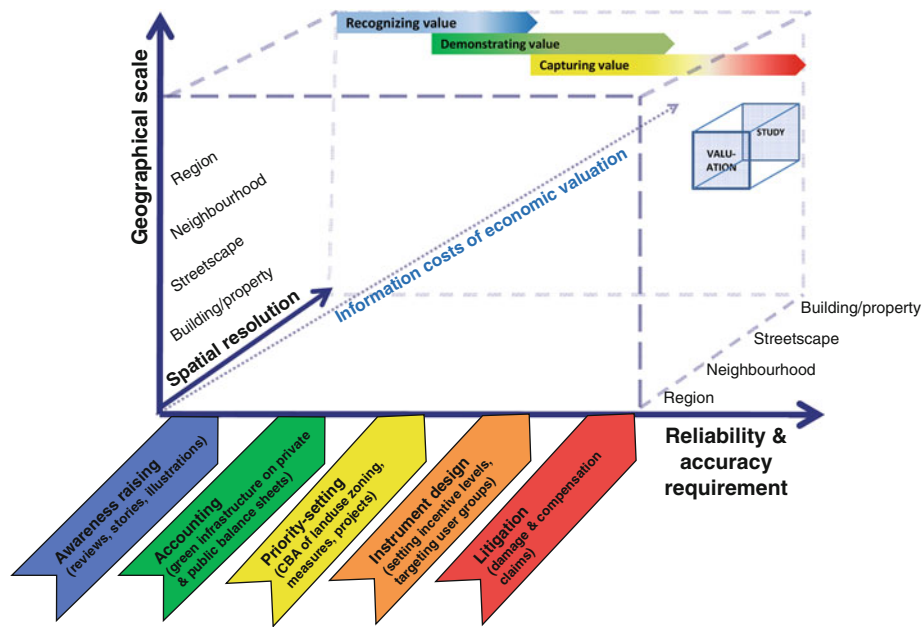 Recognizing value
Demonstrating value
Capturing value
Geographical scale
Region
Neighbourhood
Streetscape
Building/property
Spatial resolution
Information costs of economic valuation
VALU-
ATION
STUDY
Building/property
Streetscape
Neighbourhood
Region
Reliability &
accuracy
requirement
Awareness raising
(reviews, stories, illustrations)
Accounting
(green infrastructure on private
& public balance sheets)
Priority-setting
(CBA of landuse zoning,
measures, projects)
Instrument design
(setting incentive levels,
targeting user groups)
Litigation
(damage & compensation
claims)